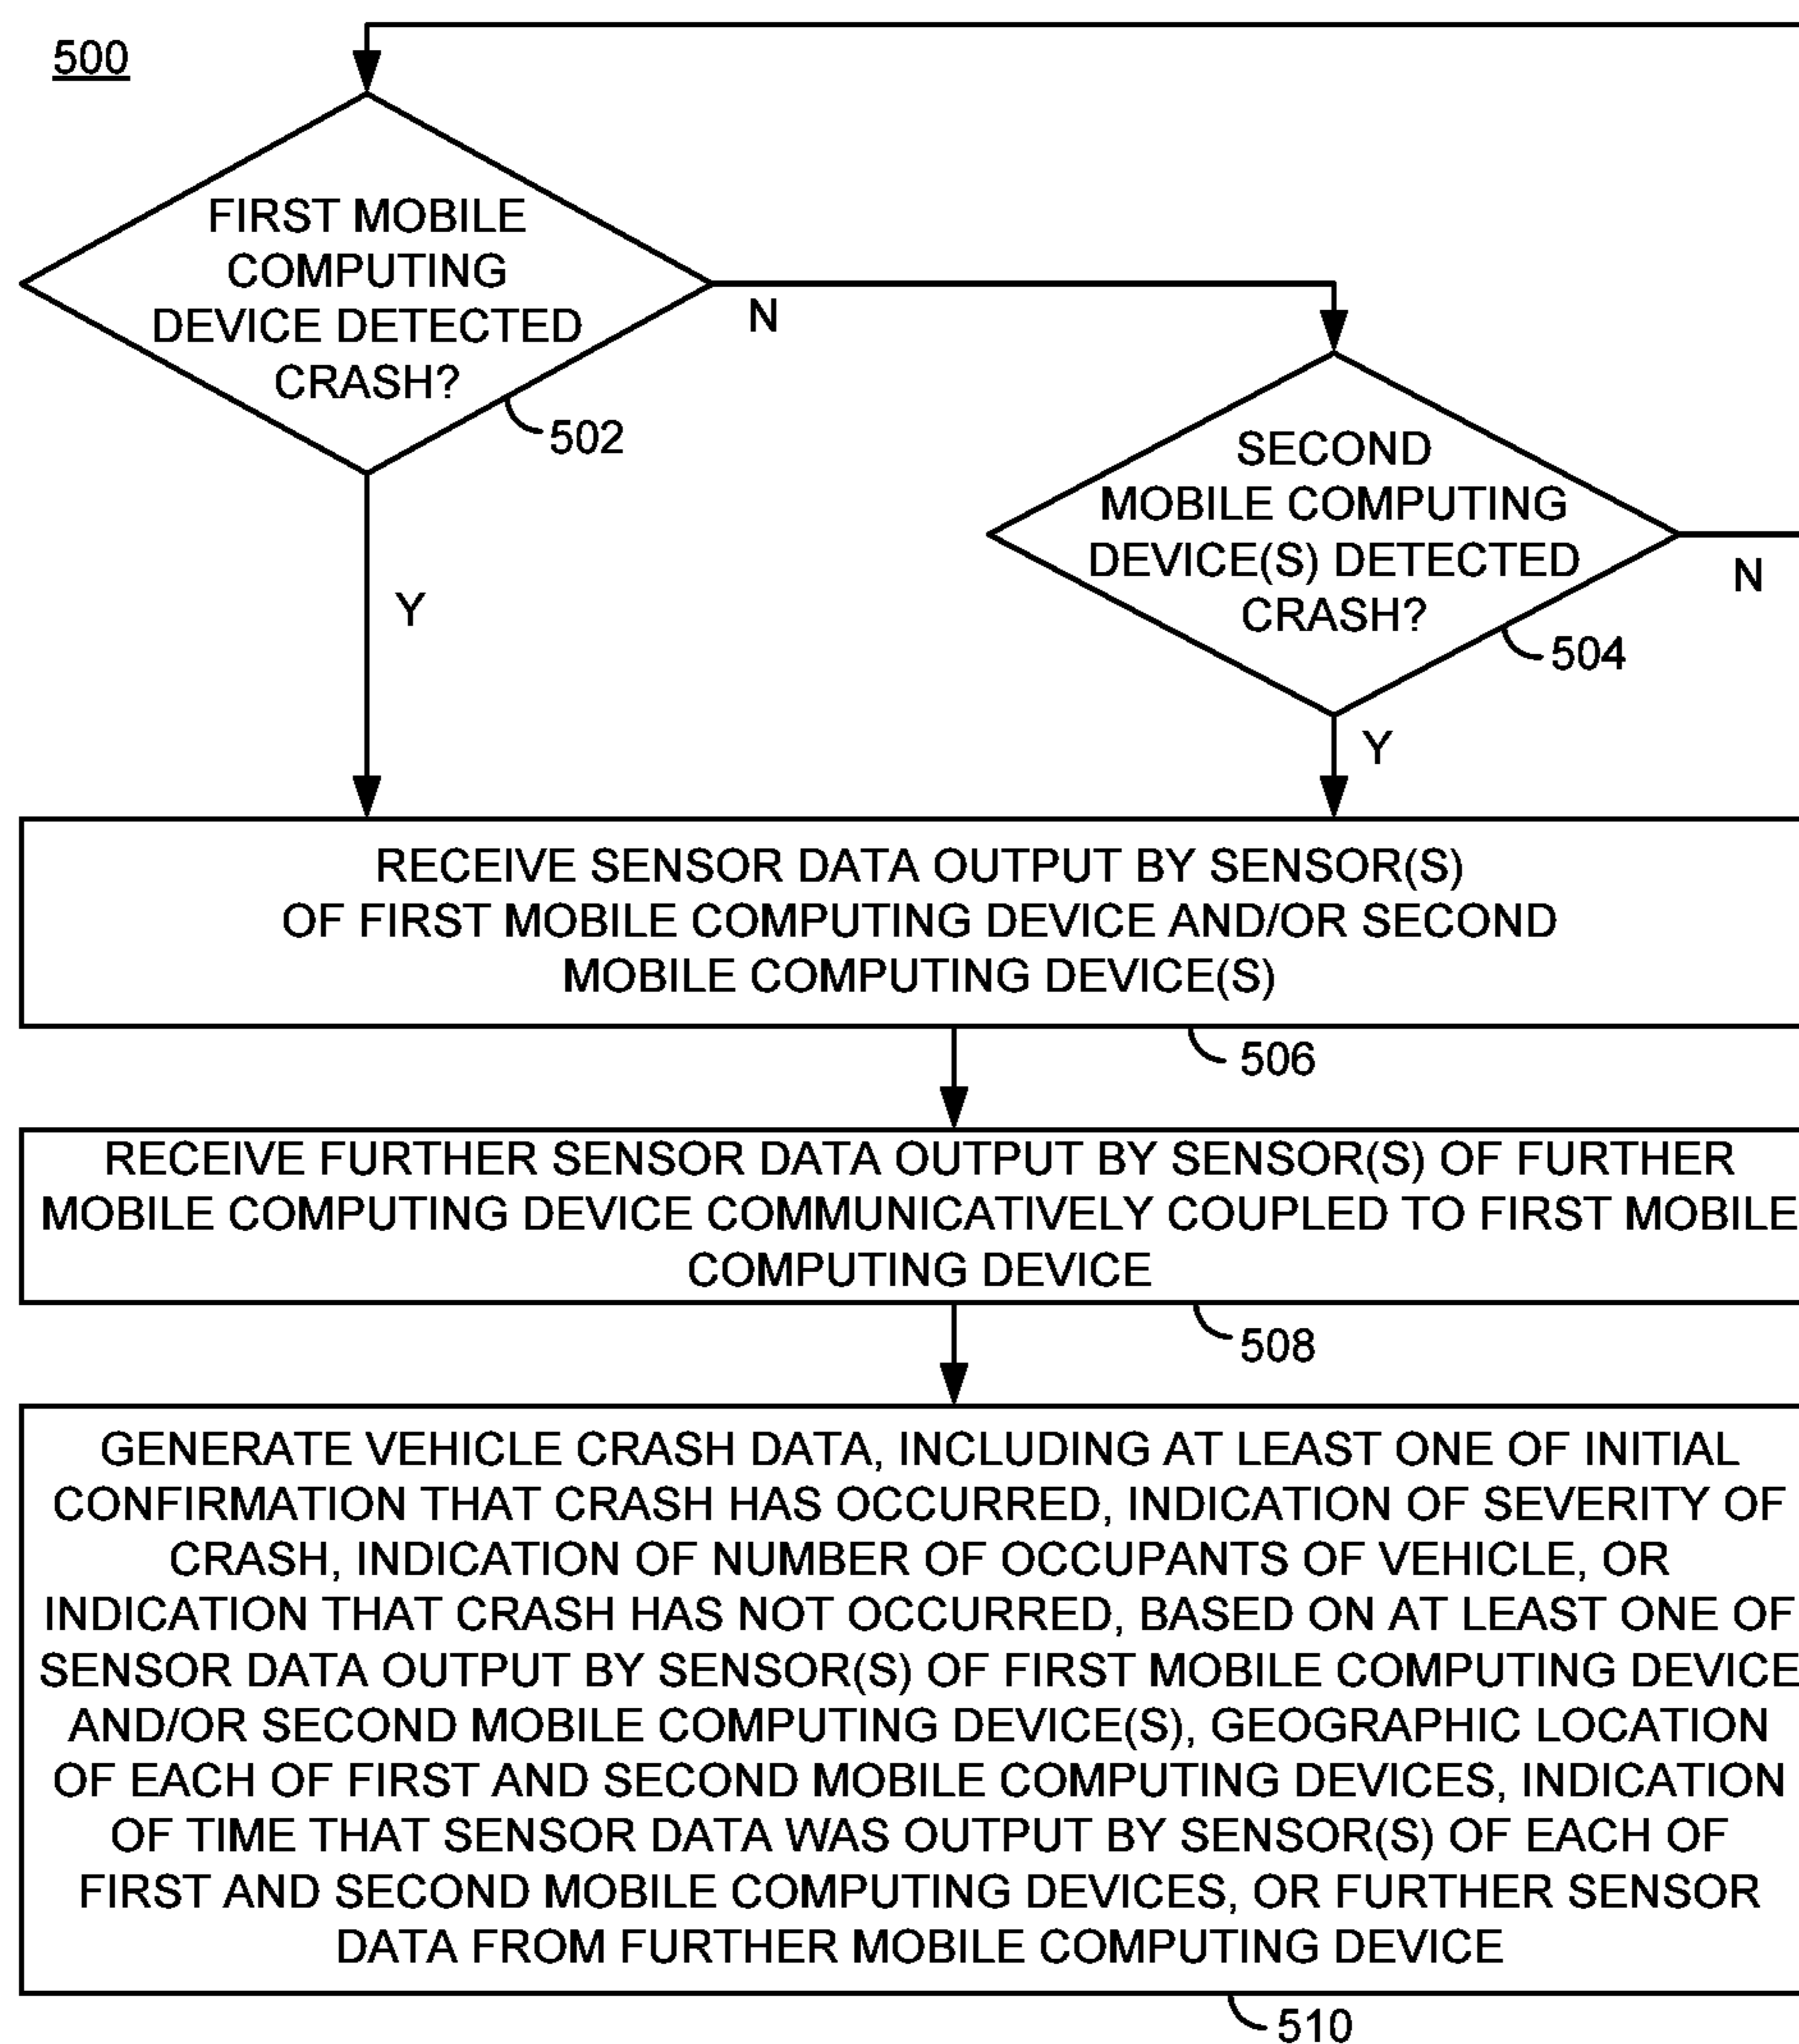 500
FIRST MOBILE
COMPUTING
DEVICE DETECTED
CRASH?
N
502
SECOND
MOBILE COMPUTING
DEVICE(S) DETECTED
CRASH?
N
504
Y
Y
RECEIVE SENSOR DATA OUTPUT BY SENSOR(S)
OF FIRST MOBILE COMPUTING DEVICE AND/OR SECOND
MOBILE COMPUTING DEVICE(S)
506
RECEIVE FURTHER SENSOR DATA OUTPUT BY SENSOR(S) OF FURTHER
MOBILE COMPUTING DEVICE COMMUNICATIVELY COUPLED TO FIRST MOBILE
COMPUTING DEVICE
508
GENERATE VEHICLE CRASH DATA, INCLUDING AT LEAST ONE OF INITIAL
CONFIRMATION THAT CRASH HAS OCCURRED, INDICATION OF SEVERITY OF
CRASH, INDICATION OF NUMBER OF OCCUPANTS OF VEHICLE, OR
INDICATION THAT CRASH HAS NOT OCCURRED, BASED ON AT LEAST ONE OF
SENSOR DATA OUTPUT BY SENSOR(S) OF FIRST MOBILE COMPUTING DEVICE
AND/OR SECOND MOBILE COMPUTING DEVICE(S), GEOGRAPHIC LOCATION
OF EACH OF FIRST AND SECOND MOBILE COMPUTING DEVICES, INDICATION
OF TIME THAT SENSOR DATA WAS OUTPUT BY SENSOR(S) OF EACH OF
FIRST AND SECOND MOBILE COMPUTING DEVICES, OR FURTHER SENSOR
DATA FROM FURTHER MOBILE COMPUTING DEVICE
510